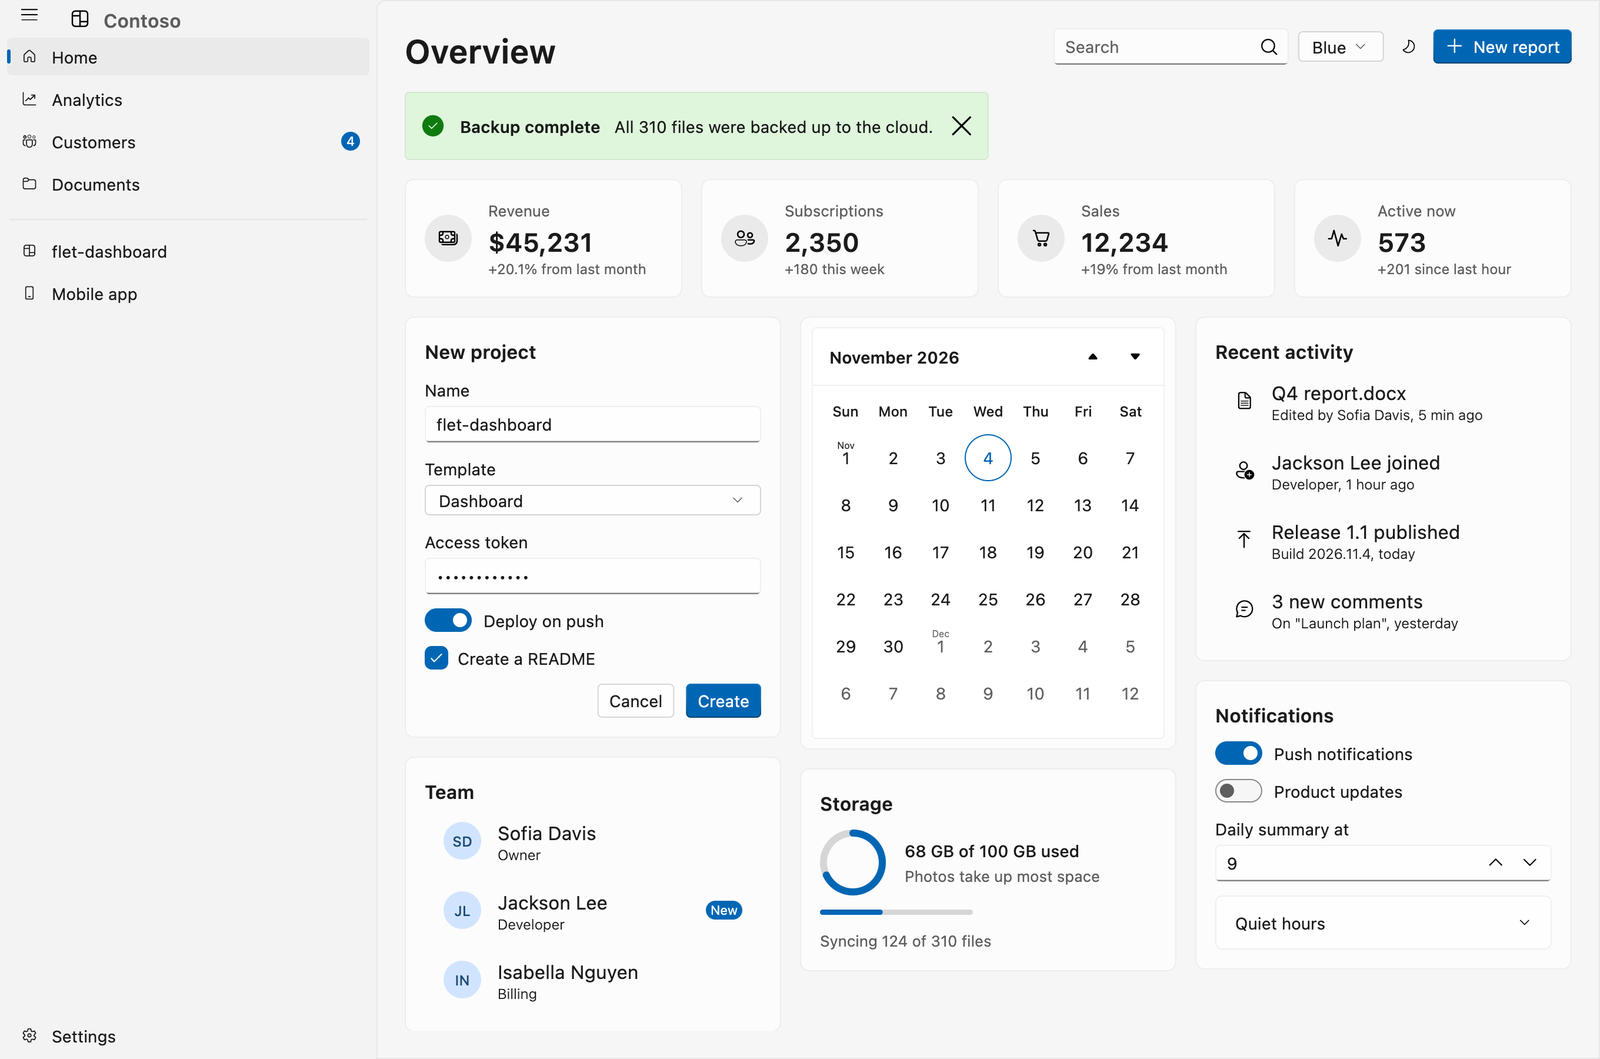 Contoso
Home
Analytics
Customers
4
Documents
flet-dashboard
Mobile app
Settings
Overview
Search
Blue
New report
Backup complete All 310 files were backed up to the cloud.
Revenue
$45,231
+20.1% from last month
Subscriptions
2,350
+180 this week
Sales
12,234
+19% from last month
Active now
573
+201 since last hour
New project
Name
flet-dashboard
Template
Dashboard
Access token
••••••••••••
Deploy on push
Create a README
Cancel
Create
Team
SD
Sofia Davis
Owner
JL
Jackson Lee
Developer
New
IN
Isabella Nguyen
Billing
November 2026
Sun Mon Tue Wed Thu Fri Sat
Nov
1 2 3 4 5 6 7
8 9 10 11 12 13 14
15 16 17 18 19 20 21
22 23 24 25 26 27 28
Dec
29 30 1 2 3 4 5
6 7 8 9 10 11 12
Storage
68 GB of 100 GB used
Photos take up most space
Syncing 124 of 310 files
Recent activity
Q4 report.docx
Edited by Sofia Davis, 5 min ago
Jackson Lee joined
Developer, 1 hour ago
Release 1.1 published
Build 2026.11.4, today
3 new comments
On "Launch plan", yesterday
Notifications
Push notifications
Product updates
Daily summary at
9
Quiet hours